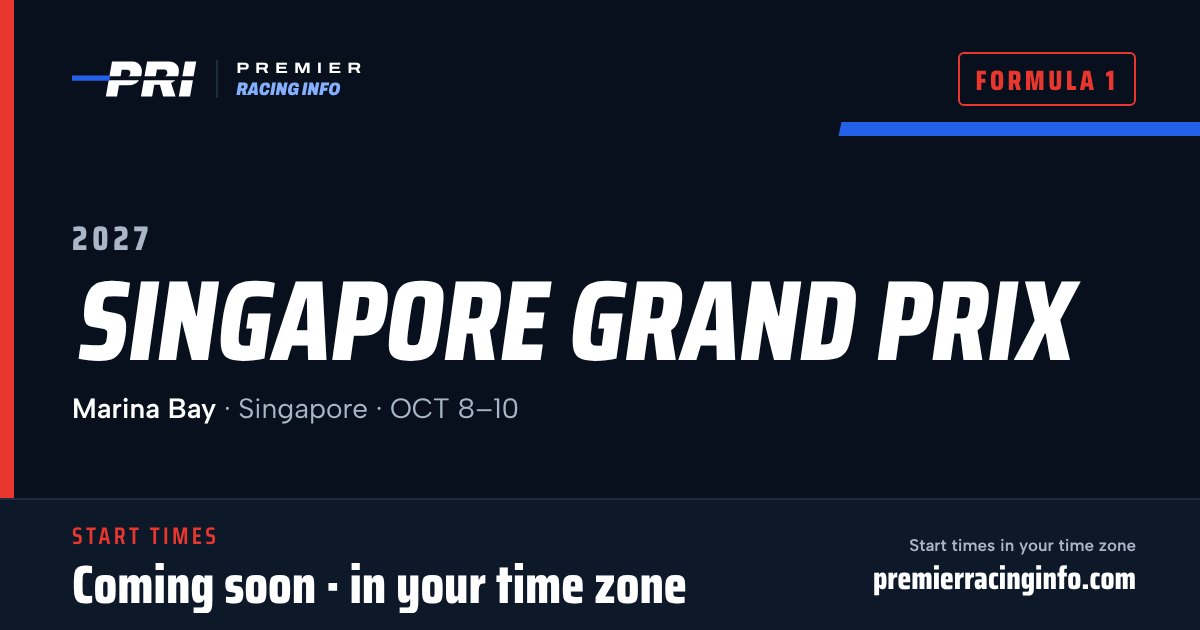 PRI
PREMIER
RACING INFO
FORMULA 1
2027
SINGAPORE GRAND PRIX
Marina Bay · Singapore · OCT 8–10
START TIMES
Coming soon · in your time zone
Start times in your time zone
premierracinginfo.com